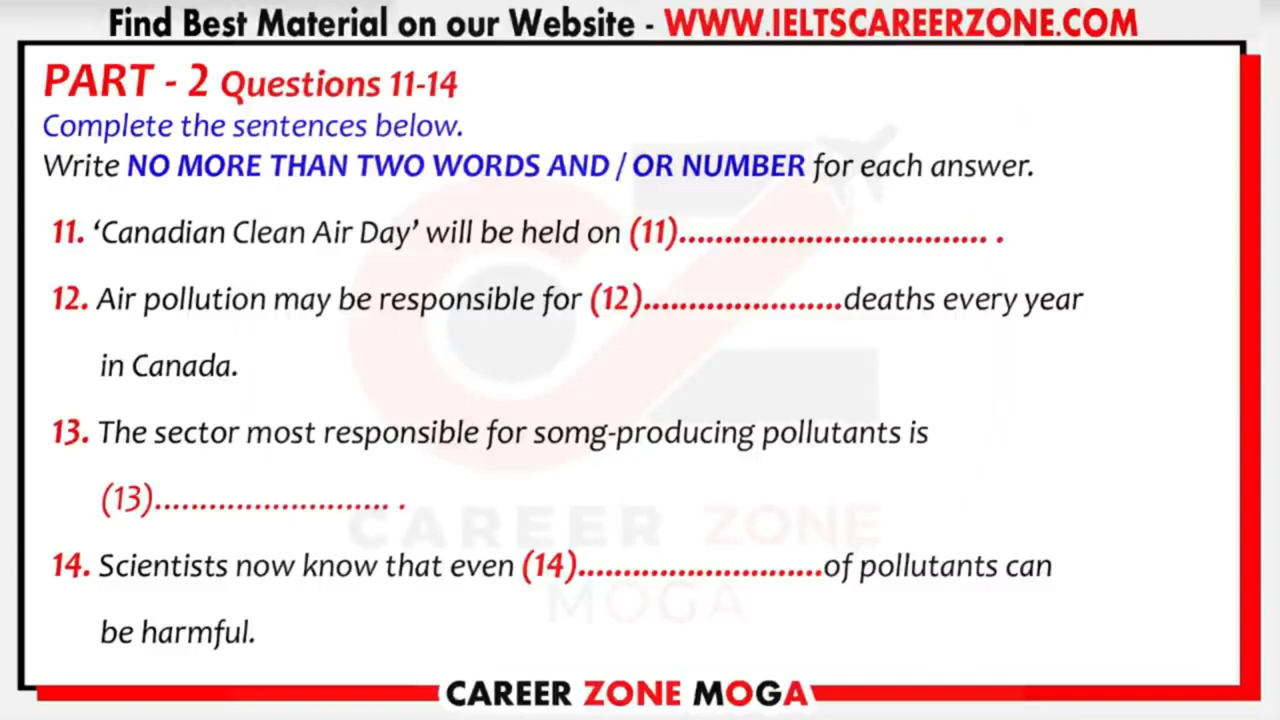 Find Best Material on our Website - WWW.IELTSCAREERZONE.COM
PART - 2 Questions 11-14
Complete the sentences below.
Write NO MORE THAN TWO WORDS AND / OR NUMBER for each answer.
11. ‘Canadian Clean Air Day’ will be held on (11).................................. .
12. Air pollution may be responsible for (12)......................deaths every year
in Canada.
13. The sector most responsible for somg-producing pollutants is
(13).......................... .
14. Scientists now know that even (14)...........................of pollutants can
be harmful.
CAREER ZONE
MOGA
CAREER ZONE MOGA